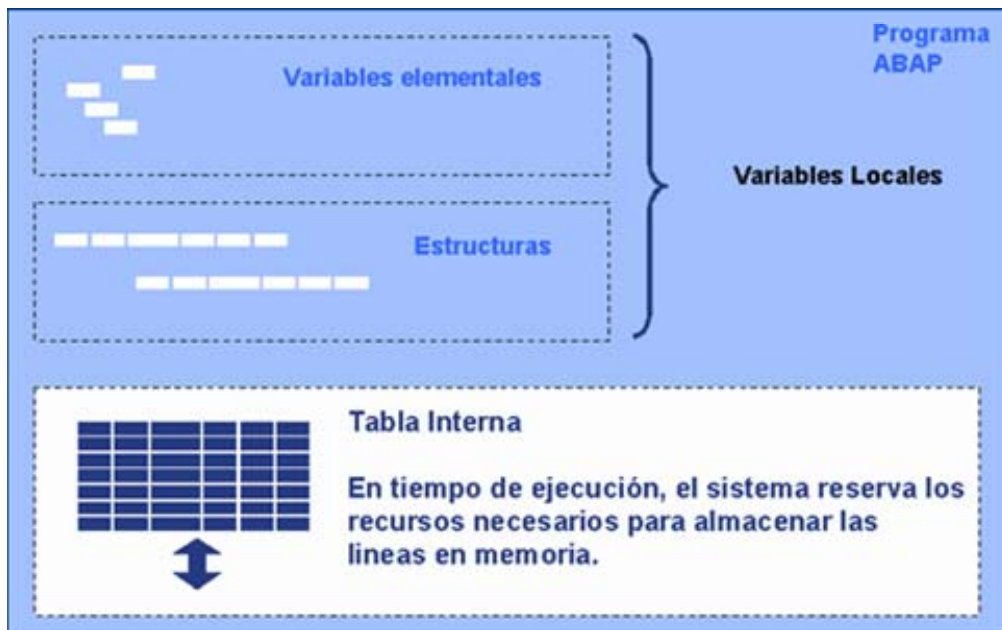 Programa
ABAP
Variables elementales
Variables Locales
Estructuras
Tabla Interna
En tiempo de ejecución, el sistema reserva los
recursos necesarios para almacenar las
lineas en memoria.